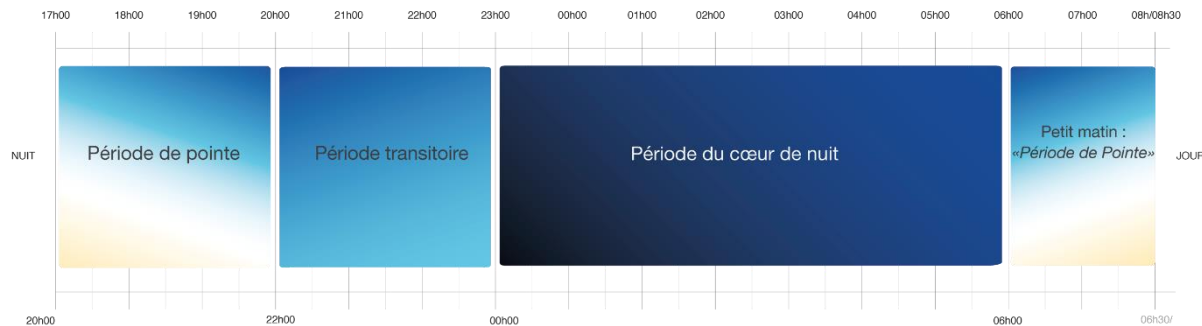 17h00 18h00 19h00 20h00 21h00 22h00 23h00 00h00 01h00 02h00 03h00 04h00 05h00 06h00 07h00 08h/08h30
NUIT
Période de pointe
Période transitoire
Période du cœur de nuit
Petit matin :
«Période de Pointe»
JOUR
20h00 22h00 00h00 06h00 06h30/